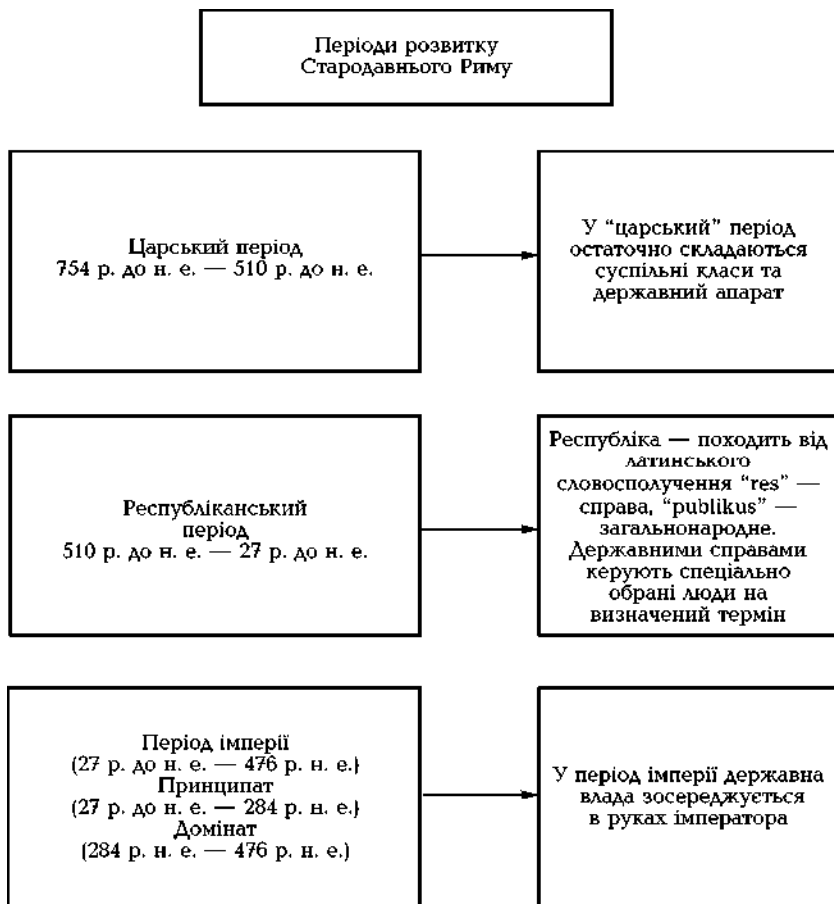 Періоди розвитку
Стародавнього Риму
Царський період
754 р. до н. е. — 510 р. до н. е.
У “царський” період
остаточно складаються
суспільні класи та
державний апарат
Республіканський
період
510 р. до н. е. — 27 р. до н. е.
Республіка — походить від
латинського
словосполучення “res” —
справа, “publikus” —
загальнонародне.
Державними справами
керують спеціально
обрані люди на
визначений термін
Період імперії
(27 р. до н. е. — 476 р. н. е.)
Принципат
(27 р. до н. е. — 284 р. н. е.)
Домінат
(284 р. н. е. — 476 р. н. е.)
У період імперії державна
влада зосереджується
в руках імператора